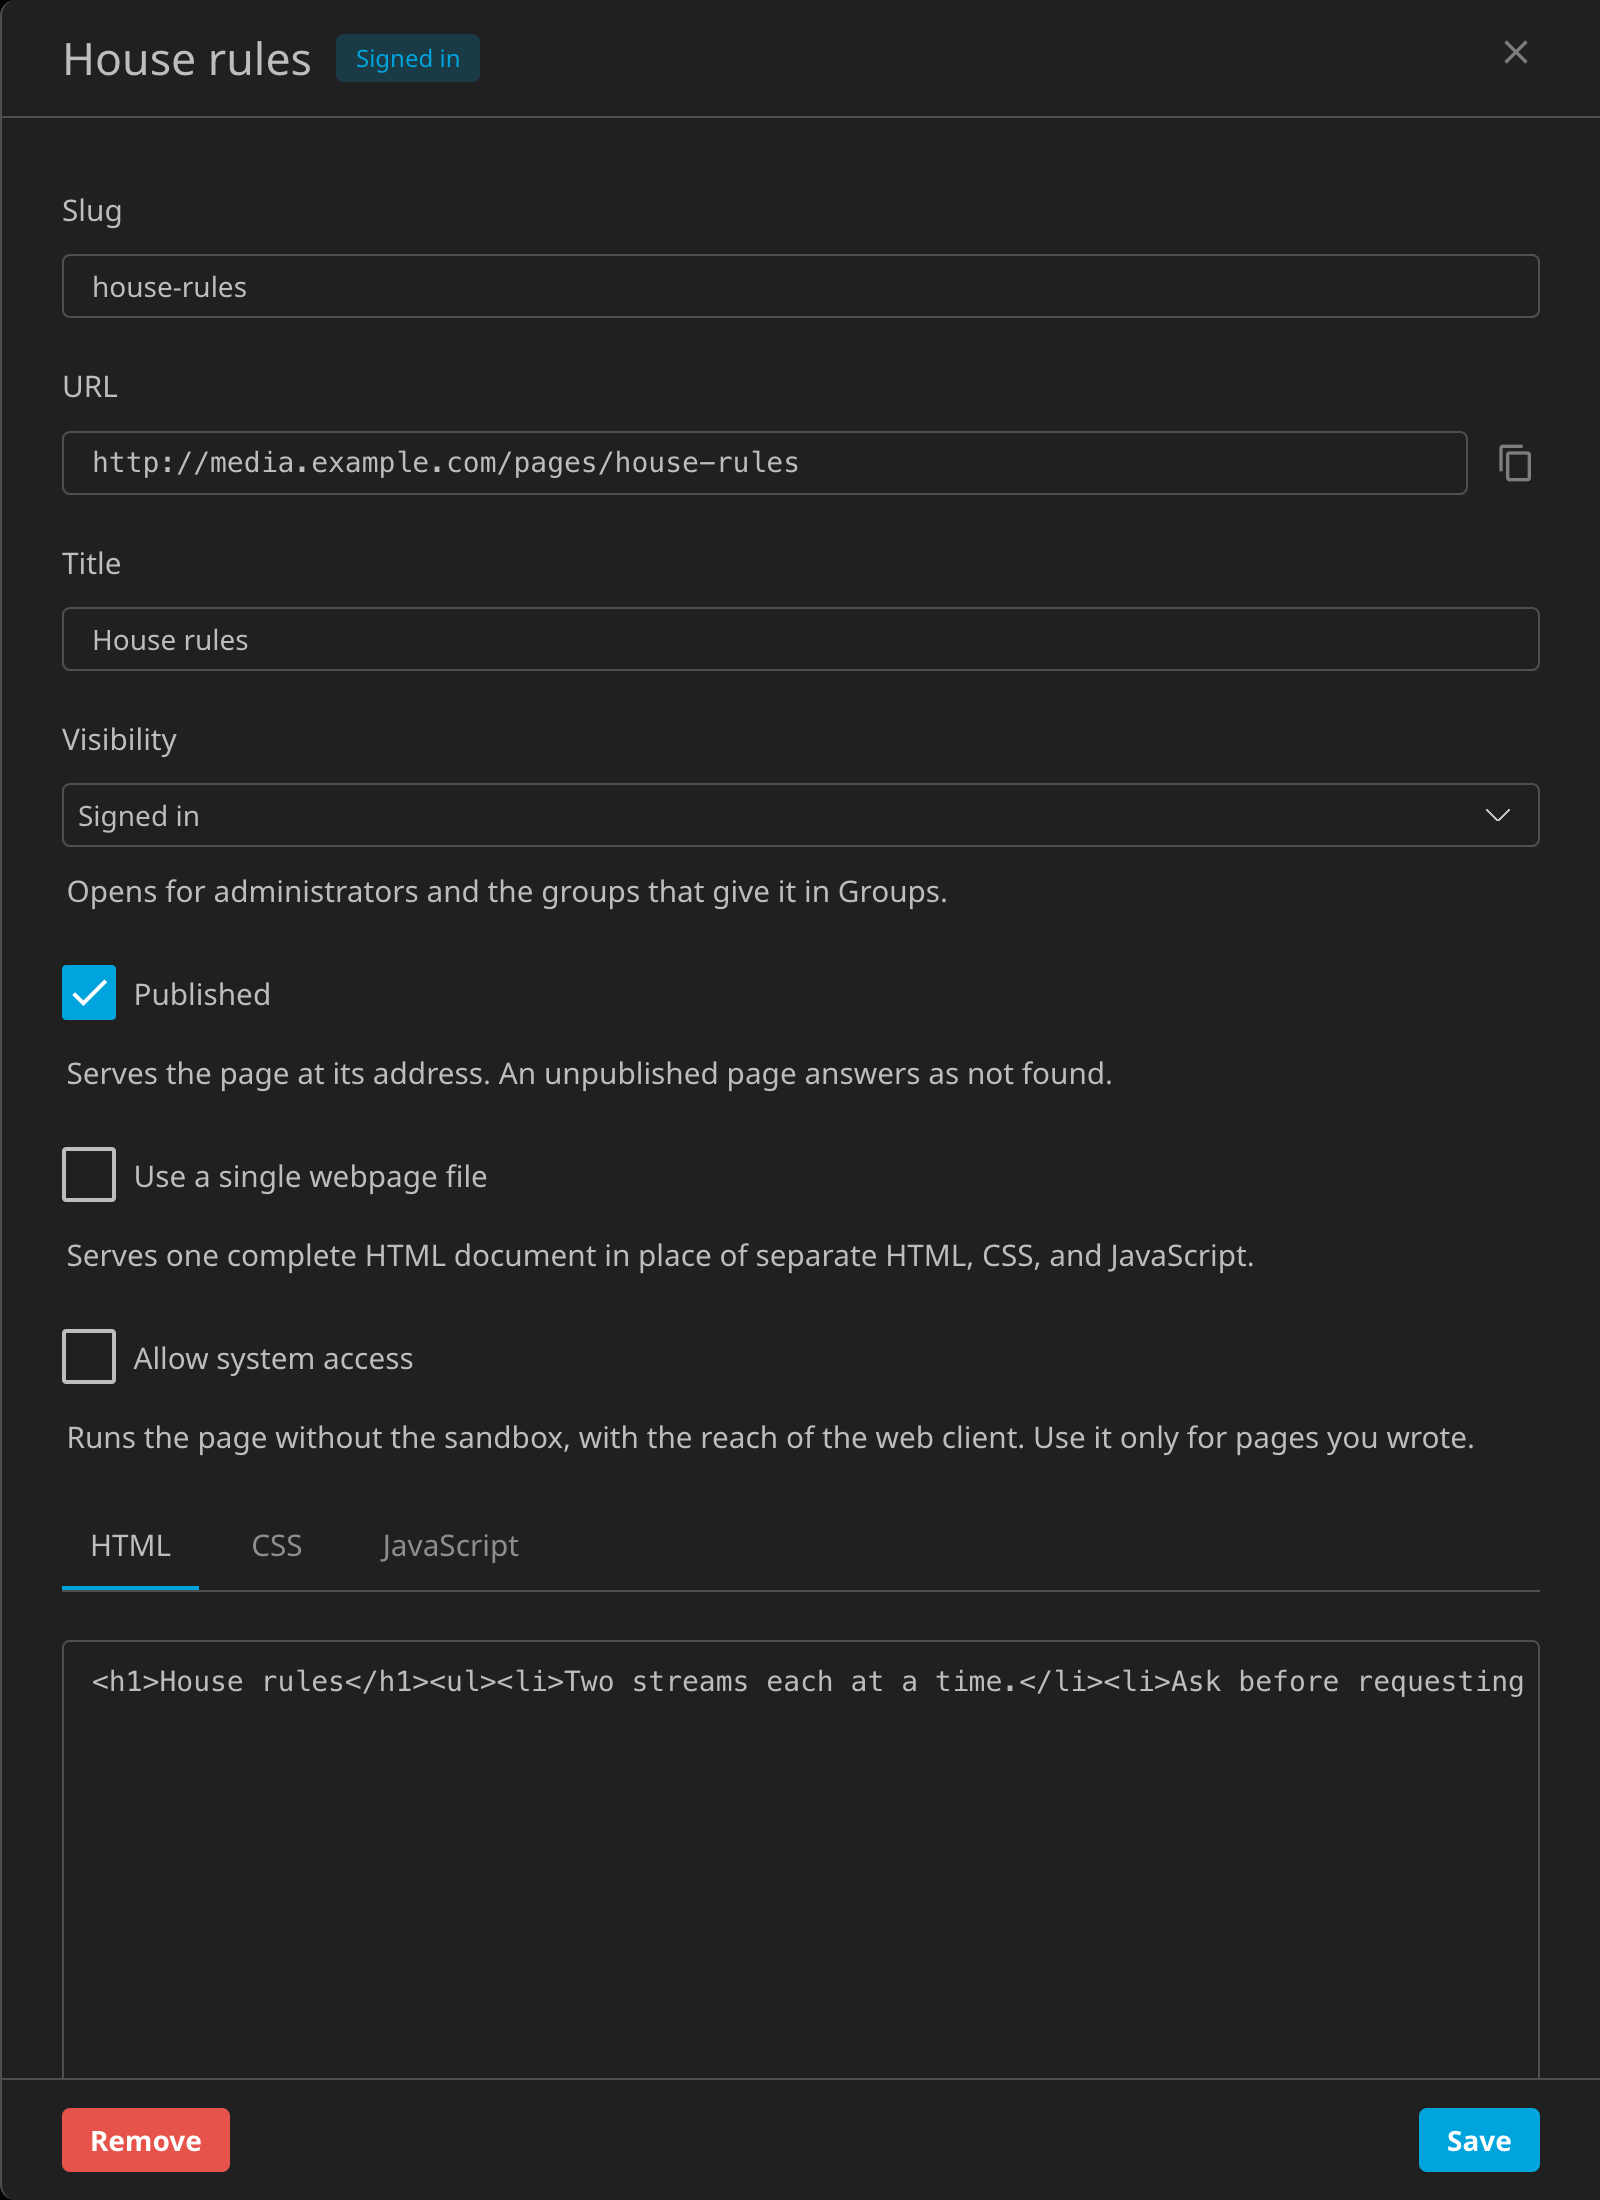 House rules
Signed in
Slug
house-rules
URL
http://media.example.com/pages/house-rules
Title
House rules
Visibility
Signed in
Opens for administrators and the groups that give it in Groups.
Published
Serves the page at its address. An unpublished page answers as not found.
Use a single webpage file
Serves one complete HTML document in place of separate HTML, CSS, and JavaScript.
Allow system access
Runs the page without the sandbox, with the reach of the web client. Use it only for pages you wrote.
HTML CSS JavaScript
<h1>House rules</h1><ul><li>Two streams each at a time.</li><li>Ask before requesting
Remove Save